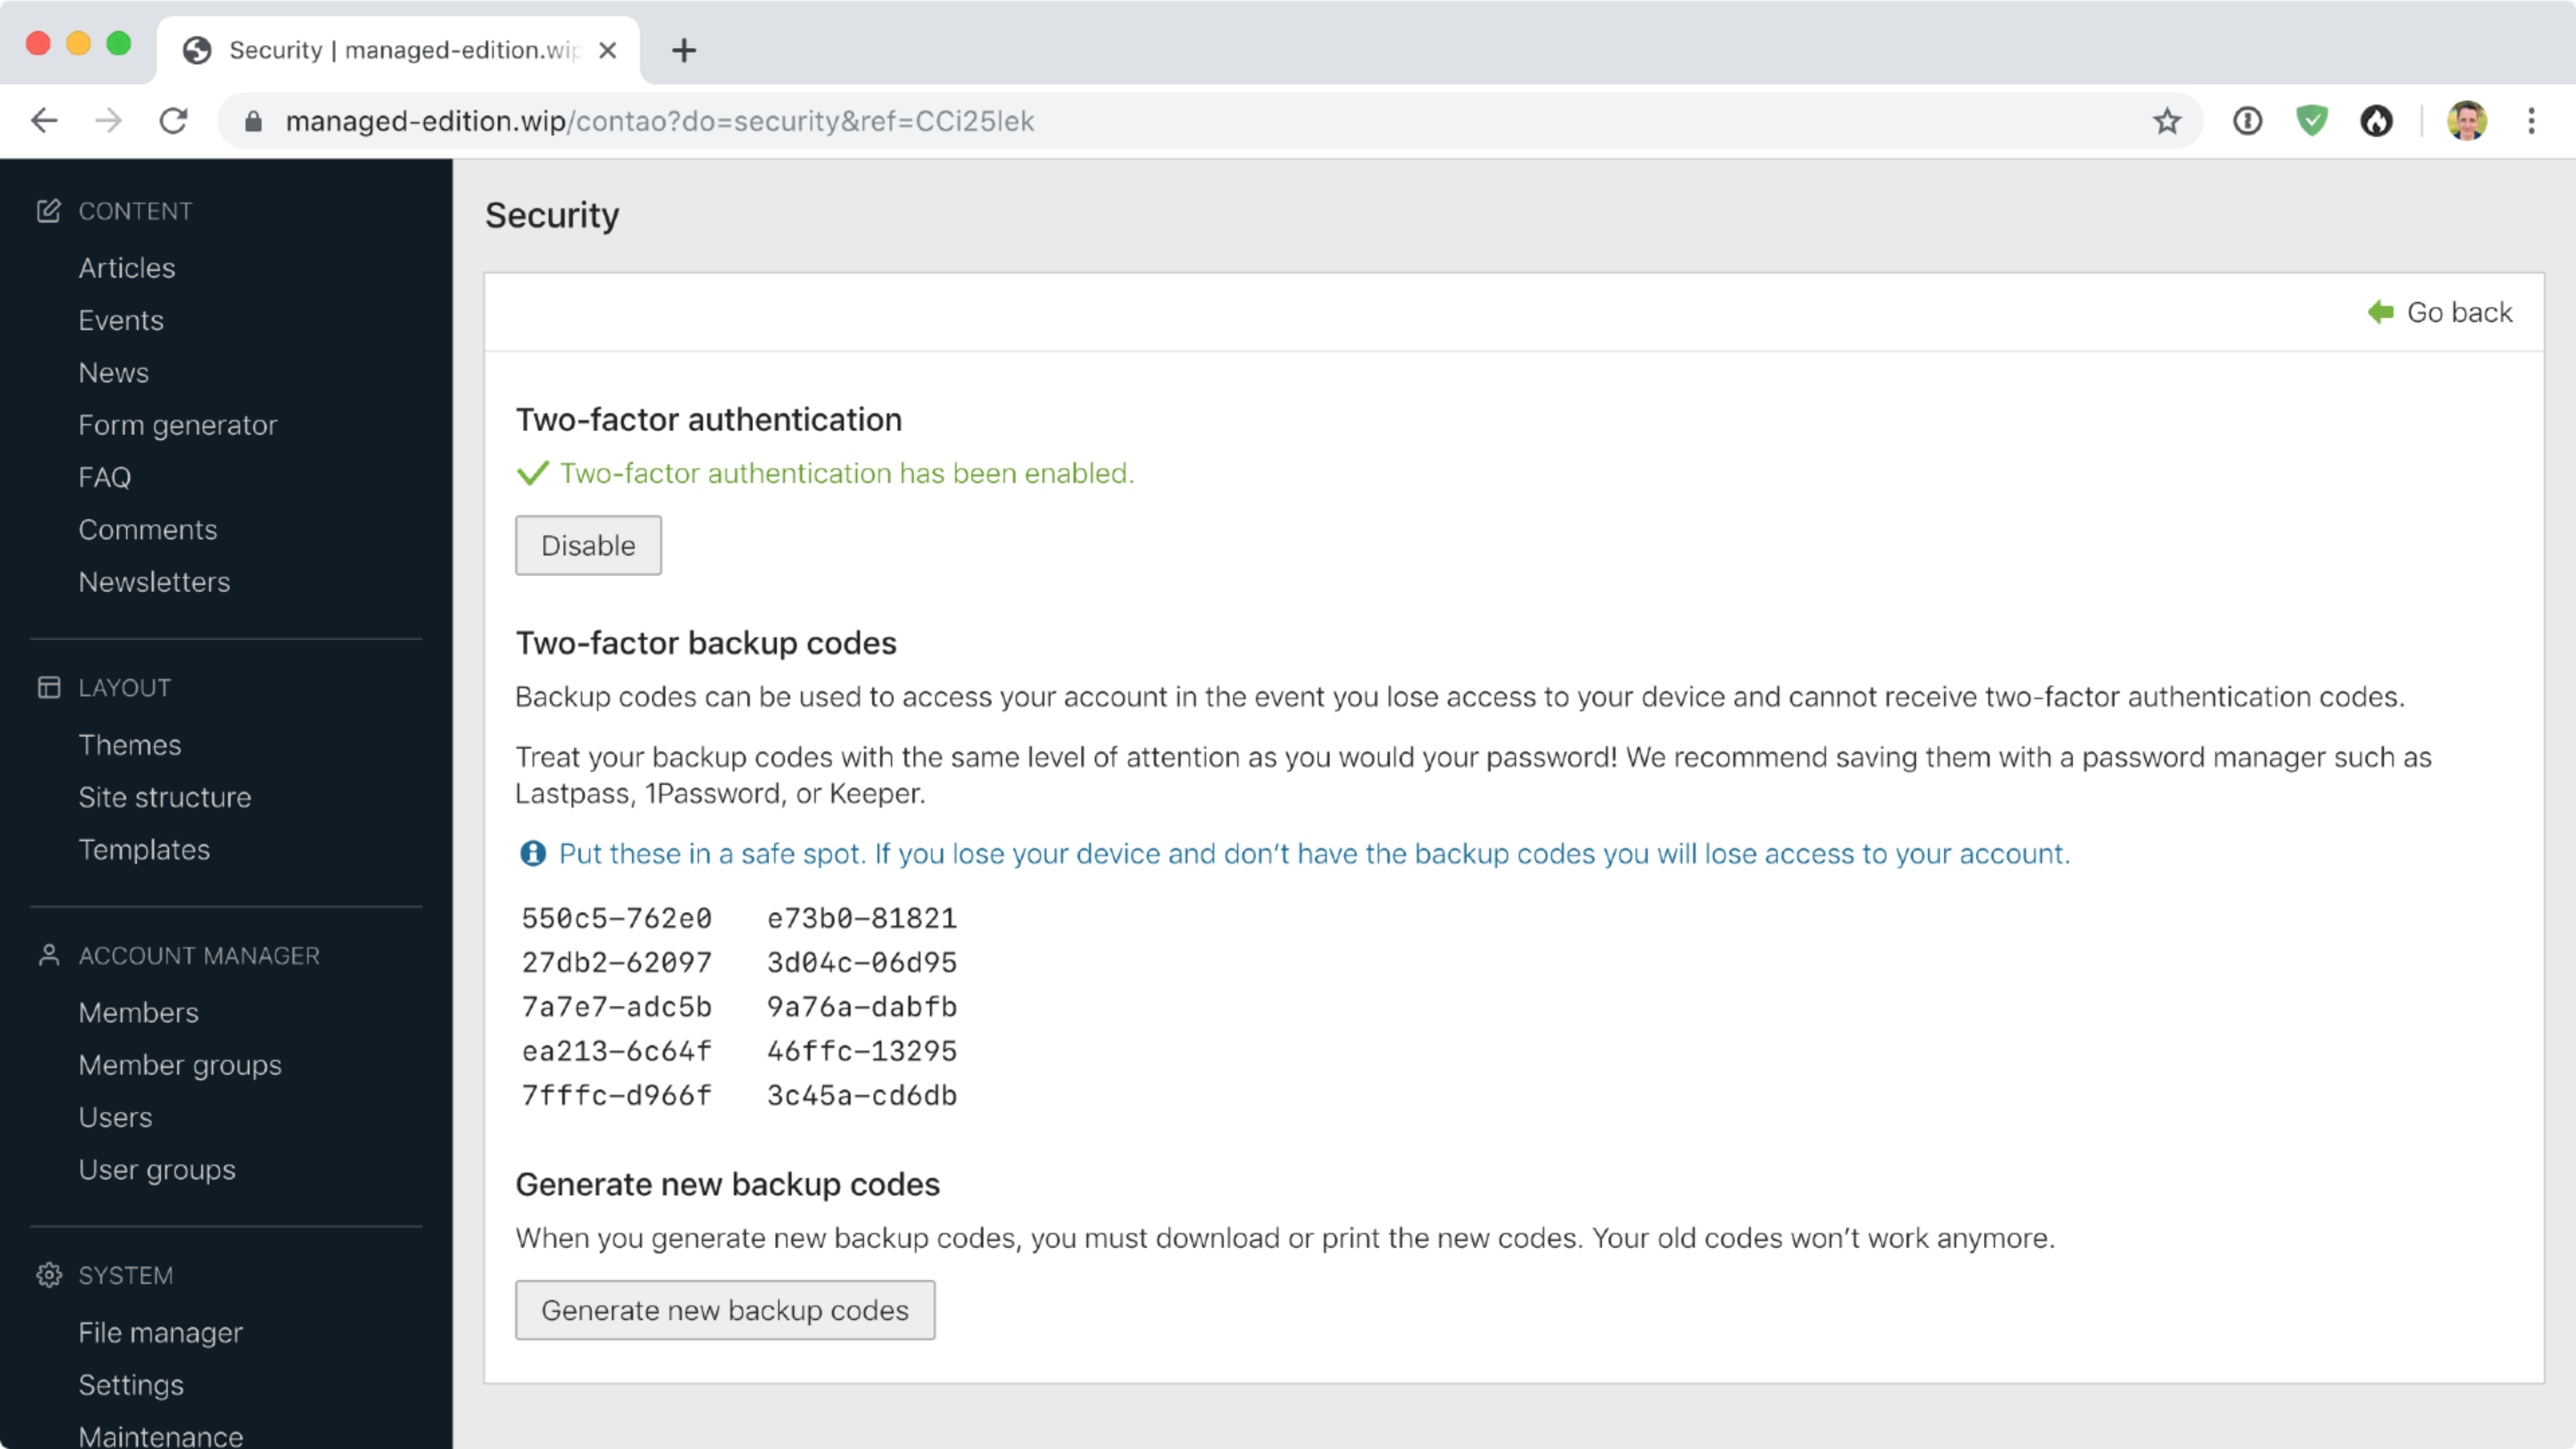 Security | managed-edition.wip
managed-edition.wip/contao?do=security&ref=CCi25lek
CONTENT
Articles
Events
News
Form generator
FAQ
Comments
Newsletters
LAYOUT
Themes
Site structure
Templates
ACCOUNT MANAGER
Members
Member groups
Users
User groups
SYSTEM
File manager
Settings
Maintenance
Security
Go back
Two-factor authentication
Two-factor authentication has been enabled.
Disable
Two-factor backup codes
Backup codes can be used to access your account in the event you lose access to your device and cannot receive two-factor authentication codes.
Treat your backup codes with the same level of attention as you would your password! We recommend saving them with a password manager such as
Lastpass, 1Password, or Keeper.
Put these in a safe spot. If you lose your device and don’t have the backup codes you will lose access to your account.
550c5-762e0 e73b0-81821
27db2-62097 3d04c-06d95
7a7e7-adc5b 9a76a-dabfb
ea213-6c64f 46ffc-13295
7fffc-d966f 3c45a-cd6db
Generate new backup codes
When you generate new backup codes, you must download or print the new codes. Your old codes won’t work anymore.
Generate new backup codes